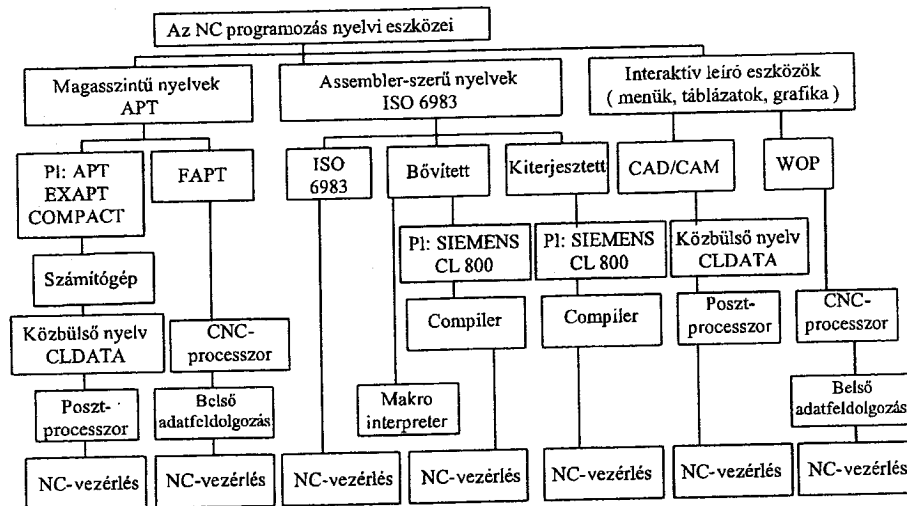 Az NC programozás nyelvi eszközei
Magasszintű nyelvek
APT
Assembler-szerű nyelvek
ISO 6983
Interaktív leíró eszközök
( menük, táblázatok, grafika )
Pl: APT
EXAPT
COMPACT
FAPT
ISO
6983
Bővített
Kiterjesztett
CAD/CAM
WOP
Pl: SIEMENS
CL 800
Pl: SIEMENS
CL 800
Közbülső nyelv
CLDATA
Számítógép
Compiler
Compiler
Poszt-
processzor
CNC-
processzor
Közbülső nyelv
CLDATA
CNC-
processzor
Makro
interpreter
Belső
adatfeldolgozás
Poszt-
processzor
Belső
adatfeldolgozás
NC-vezérlés
NC-vezérlés
NC-vezérlés
NC-vezérlés
NC-vezérlés
NC-vezérlés
NC-vezérlés